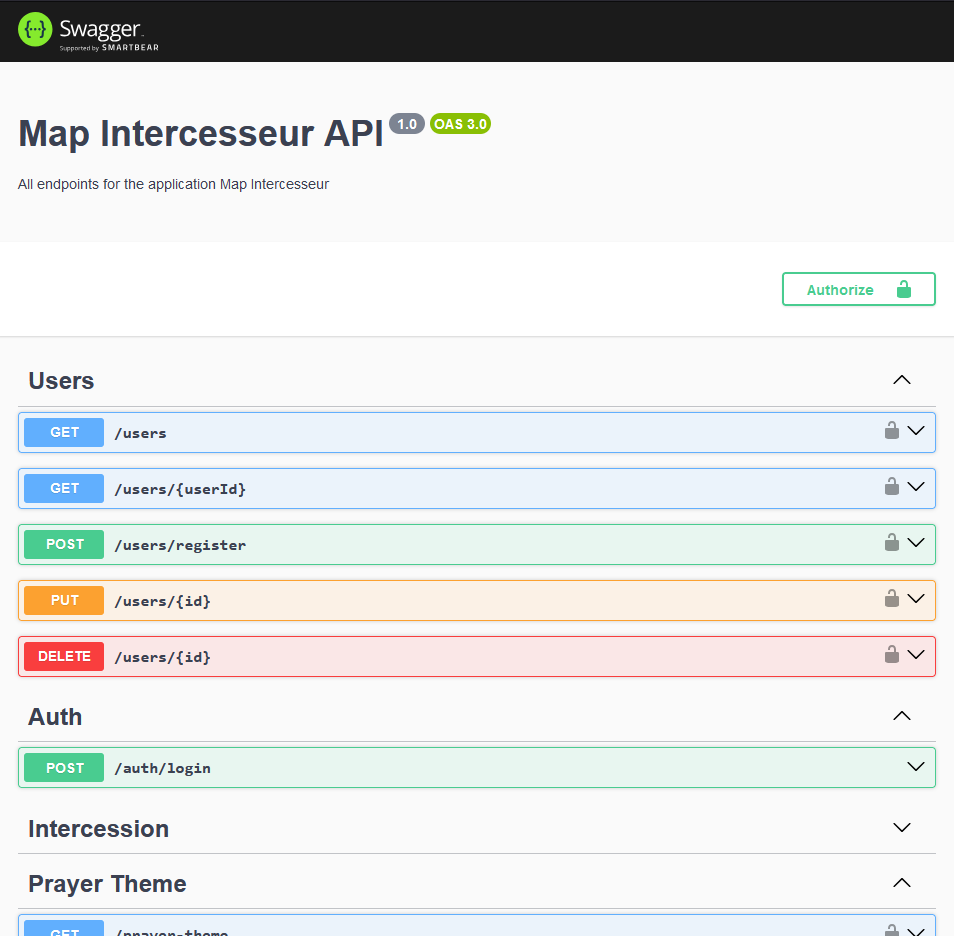 {···} Swagger.
Supported by SMARTBEAR
Map Intercesseur API 1.0 OAS 3.0
All endpoints for the application Map Intercesseur
Authorize
Users
GET /users
GET /users/{userId}
POST /users/register
PUT /users/{id}
DELETE /users/{id}
Auth
POST /auth/login
Intercession
Prayer Theme
GET /prayer-theme